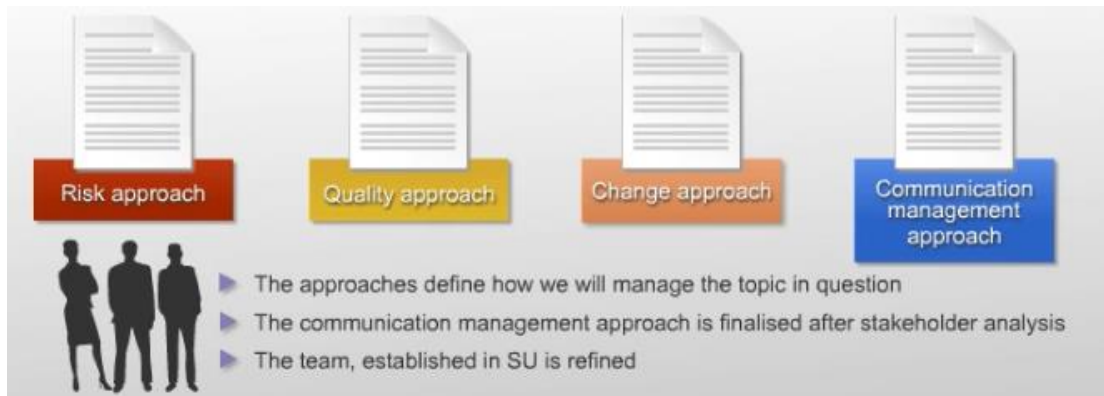 Risk approach
Quality approach
Change approach
Communication
management
approach
The approaches define how we will manage the topic in question
The communication management approach is finalised after stakeholder analysis
The team, established in SU is refined